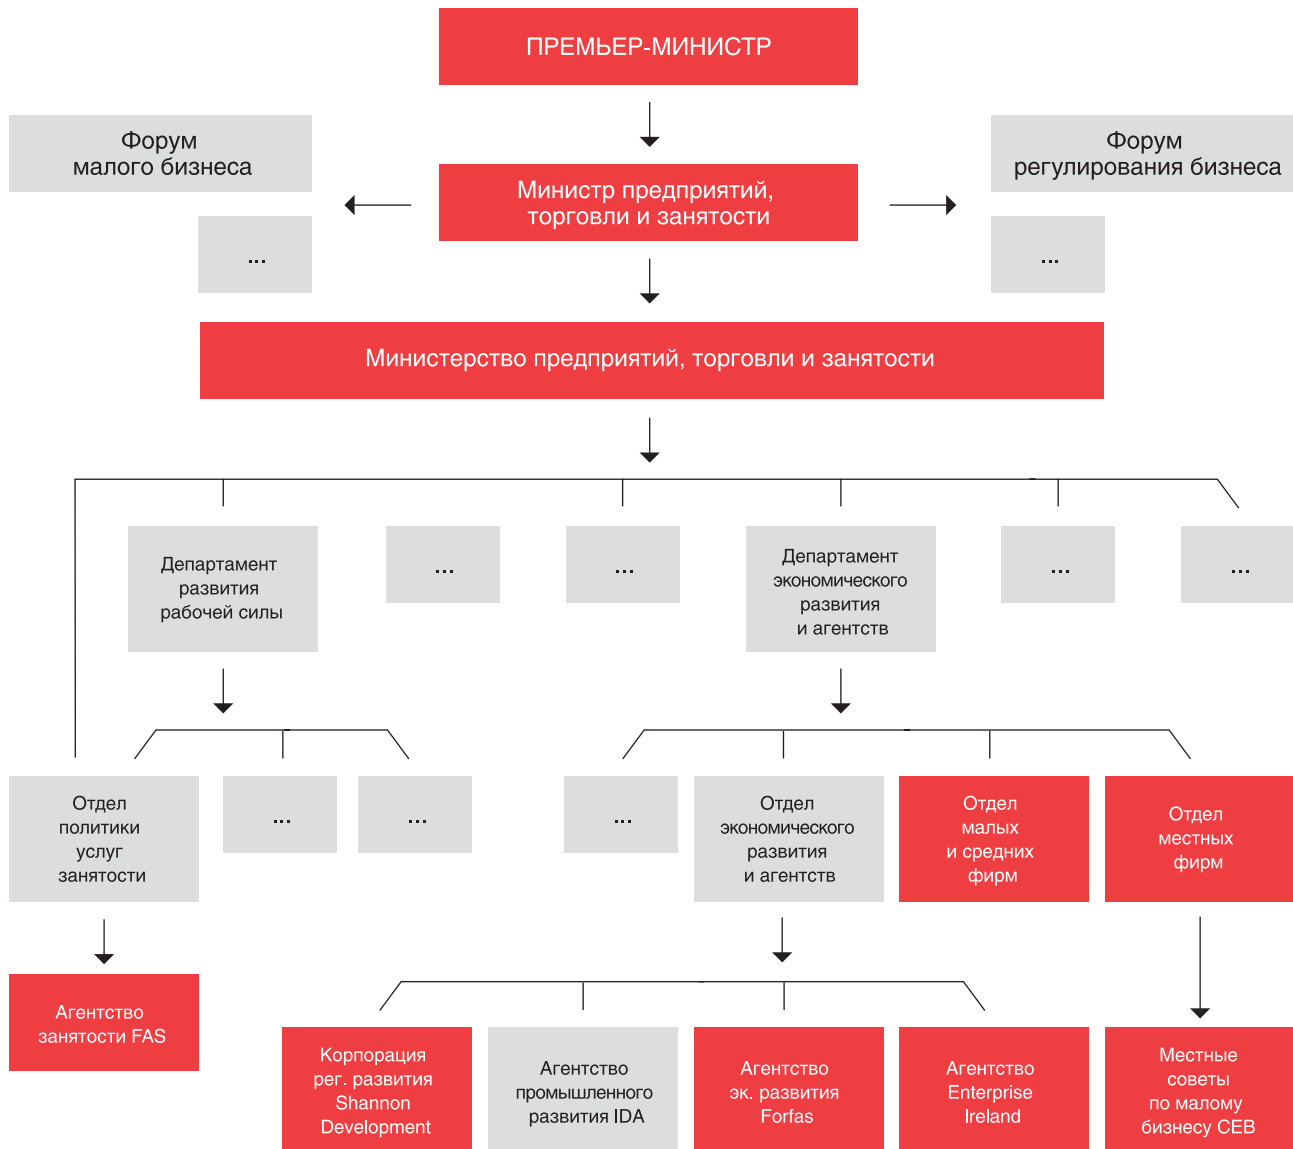 ПРЕМЬЕР-МИНИСТР
Форум
малого бизнеса
Форум
регулирования бизнеса
Министр предприятий,
торговли и занятости
...
...
Министерство предприятий, торговли и занятости
Департамент
развития
рабочей силы
...
...
Департамент
экономического
развития
и агентств
...
...
Отдел
политики
услуг
занятости
...
...
...
Отдел
экономического
развития
и агентств
Отдел
малых
и средних
фирм
Отдел
местных
фирм
Агентство
занятости FAS
Корпорация
рег. развития
Shannon
Development
Агентство
промышленного
развития IDA
Агентство
эк. развития
Forfas
Агентство
Enterprise
Ireland
Местные
советы
по малому
бизнесу CEB